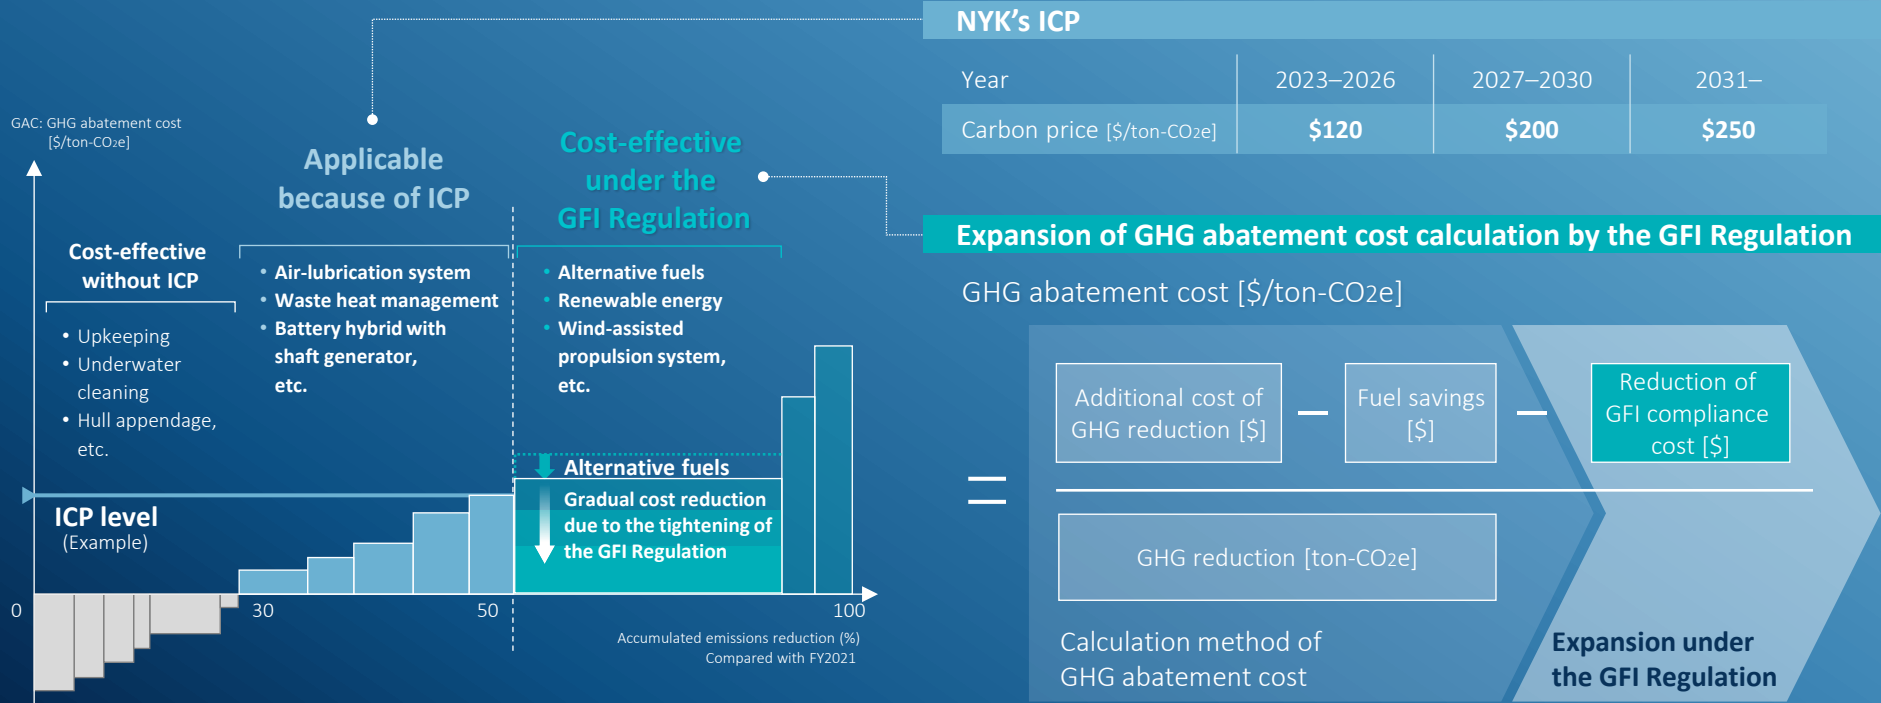 GAC: GHG abatement cost
[$/ton-CO2e]
Applicable
because of ICP
Cost-effective
under the
GFI Regulation
Cost-effective
without ICP
• Upkeeping
• Underwater
cleaning
• Hull appendage,
etc.
• Air-lubrication system
• Waste heat management
• Battery hybrid with
shaft generator,
etc.
• Alternative fuels
• Renewable energy
• Wind-assisted
propulsion system,
etc.
ICP level
(Example)
Alternative fuels
Gradual cost reduction
due to the tightening of
the GFI Regulation
0 30 50 100
Accumulated emissions reduction (%)
Compared with FY2021
NYK’s ICP
Year 2023–2026 2027–2030 2031–
Carbon price [$/ton-CO2e] $120 $200 $250
Expansion of GHG abatement cost calculation by the GFI Regulation
GHG abatement cost [$/ton-CO2e]
=
Additional cost of
GHG reduction [$]
—
Fuel savings
[$]
—
Reduction of
GFI compliance
cost [$]
GHG reduction [ton-CO2e]
Calculation method of
GHG abatement cost
Expansion under
the GFI Regulation